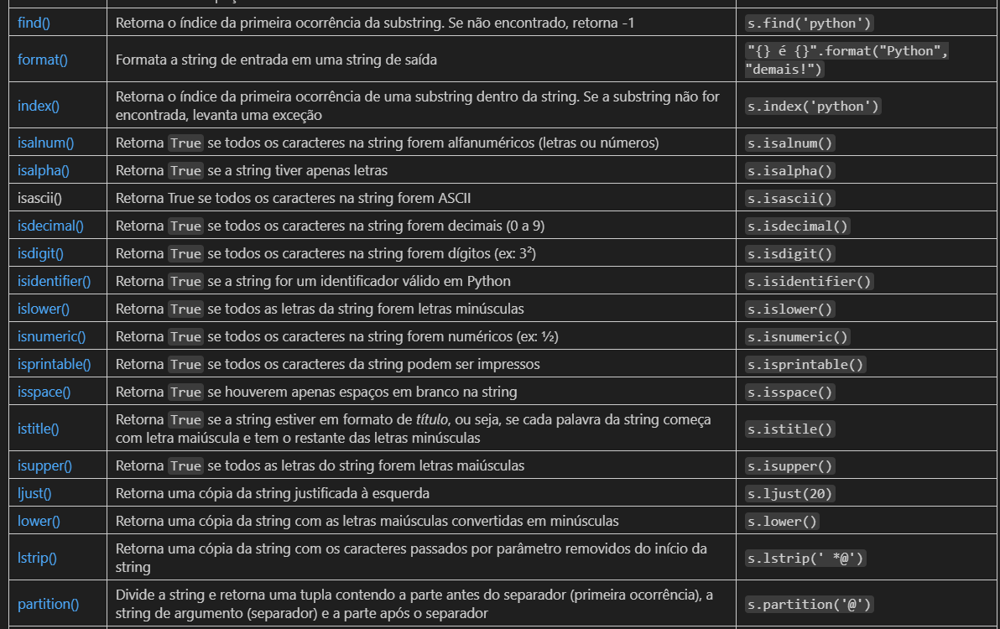 find()
Retorna o índice da primeira ocorrência da substring. Se não encontrado, retorna -1
s.find('python')
format()
Formata a string de entrada em uma string de saída
"{} é {}".format("Python",
"demais!")
index()
Retorna o índice da primeira ocorrência de uma substring dentro da string. Se a substring não for
encontrada, levanta uma exceção
s.index('python')
isalnum()
Retorna True se todos os caracteres na string forem alfanuméricos (letras ou números)
s.isalnum()
isalpha()
Retorna True se a string tiver apenas letras
s.isalpha()
isascii()
Retorna True se todos os caracteres na string forem ASCII
s.isascii()
isdecimal()
Retorna True se todos os caracteres na string forem decimais (0 a 9)
s.isdecimal()
isdigit()
Retorna True se todos os caracteres na string forem dígitos (ex: 3²)
s.isdigit()
isidentifier()
Retorna True se a string for um identificador válido em Python
s.isidentifier()
islower()
Retorna True se todos as letras da string forem letras minúsculas
s.islower()
isnumeric()
Retorna True se todos os caracteres na string forem numéricos (ex: ½)
s.isnumeric()
isprintable()
Retorna True se todos os caracteres da string podem ser impressos
s.isprintable()
isspace()
Retorna True se houverem apenas espaços em branco na string
s.isspace()
istitle()
Retorna True se a string estiver em formato de título, ou seja, se cada palavra da string começa
com letra maiúscula e tem o restante das letras minúsculas
s.istitle()
isupper()
Retorna True se todos as letras do string forem letras maiúsculas
s.isupper()
ljust()
Retorna uma cópia da string justificada à esquerda
s.ljust(20)
lower()
Retorna uma cópia da string com as letras maiúsculas convertidas em minúsculas
s.lower()
lstrip()
Retorna uma cópia da string com os caracteres passados por parâmetro removidos do início da
string
s.lstrip(' *@')
partition()
Divide a string e retorna uma tupla contendo a parte antes do separador (primeira ocorrência), a
string de argumento (separador) e a parte após o separador
s.partition('@')